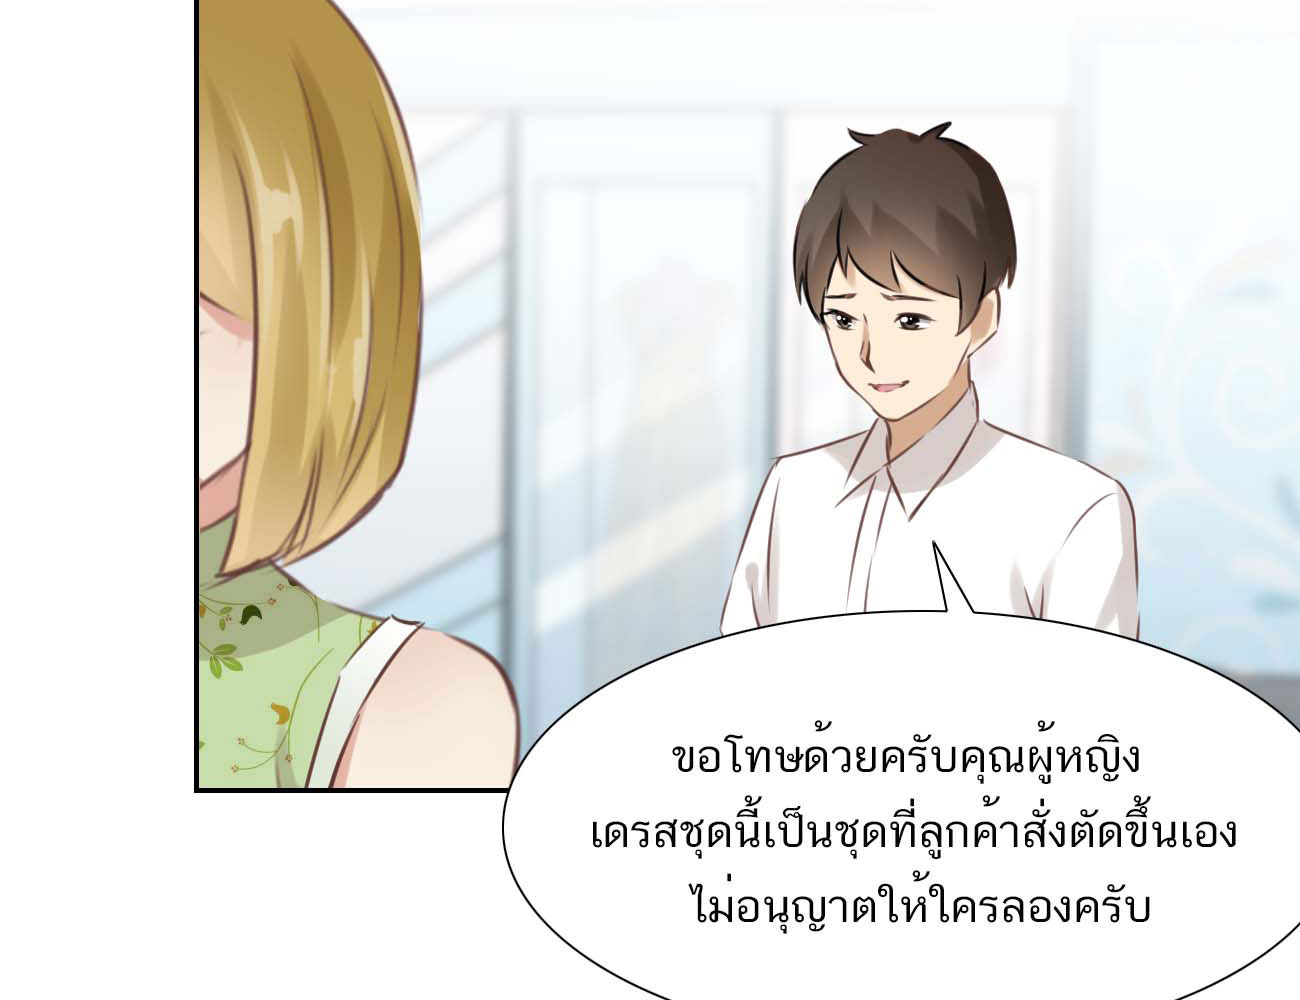 ขอโทษด้วยครับคุณผู้หญิง
เดรสชุดนี้เป็นชุดที่ลูกค้าสั่งตัดขึ้นเอง
ไม่อนุญาตให้ใครลองครับ